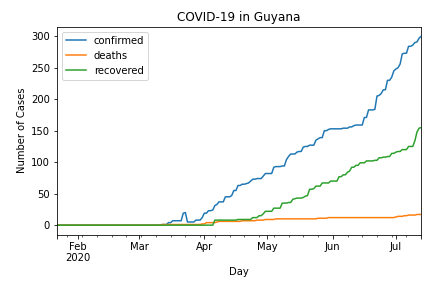 COVID-19 in Guyana
confirmed
deaths
recovered
Number of Cases
300
250
200
150
100
50
0
Feb Mar Apr May Jun Jul
2020
Day